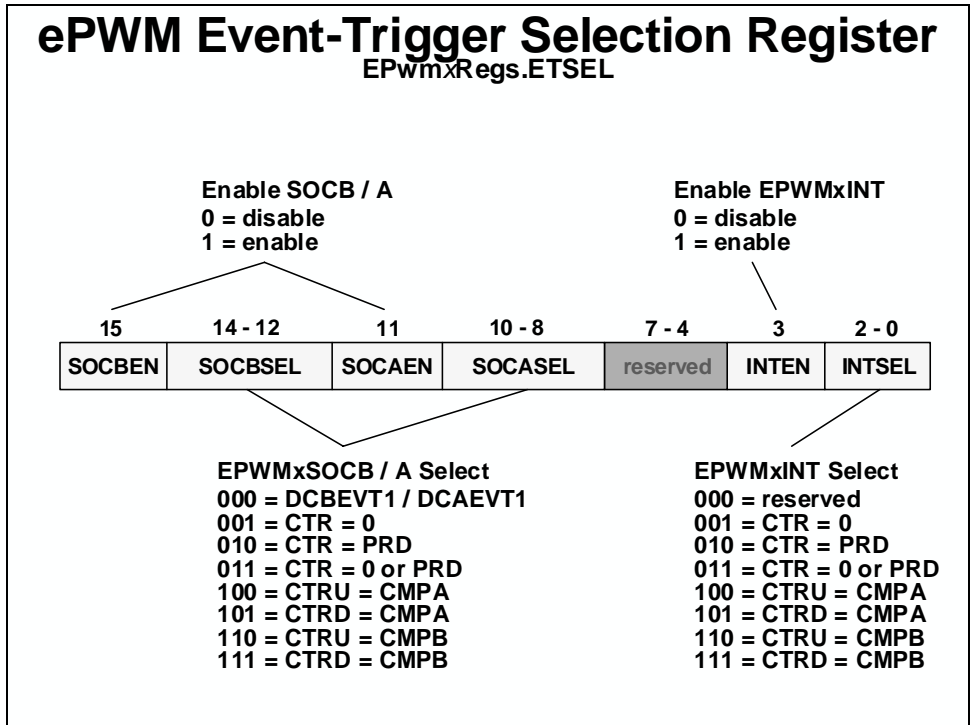 ePWM Event-Trigger Selection Register
EPwmxRegs.ETSEL
Enable SOCB / A
0 = disable
1 = enable
Enable EPWMxINT
0 = disable
1 = enable
15 14 - 12 11 10 - 8 7 - 4 3 2 - 0
SOCBEN SOCBSEL SOCAEN SOCASEL reserved INTEN INTSEL
EPWMxSOCB / A Select
000 = DCBEVT1 / DCAEVT1
001 = CTR = 0
010 = CTR = PRD
011 = CTR = 0 or PRD
100 = CTRU = CMPA
101 = CTRD = CMPA
110 = CTRU = CMPB
111 = CTRD = CMPB
EPWMxINT Select
000 = reserved
001 = CTR = 0
010 = CTR = PRD
011 = CTR = 0 or PRD
100 = CTRU = CMPA
101 = CTRD = CMPA
110 = CTRU = CMPB
111 = CTRD = CMPB